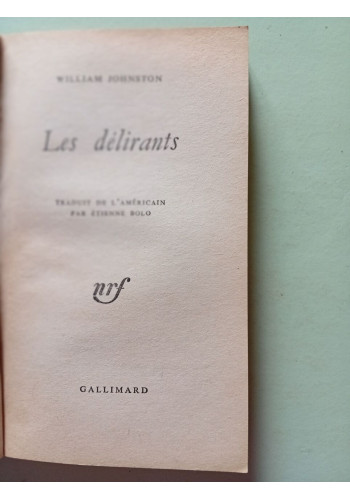 WILLIAM JOHNSTON
Les délirants
TRADUIT DE L'AMÉRICAIN
PAR ÉTIENNE BOLO
nrf
GALLIMARD